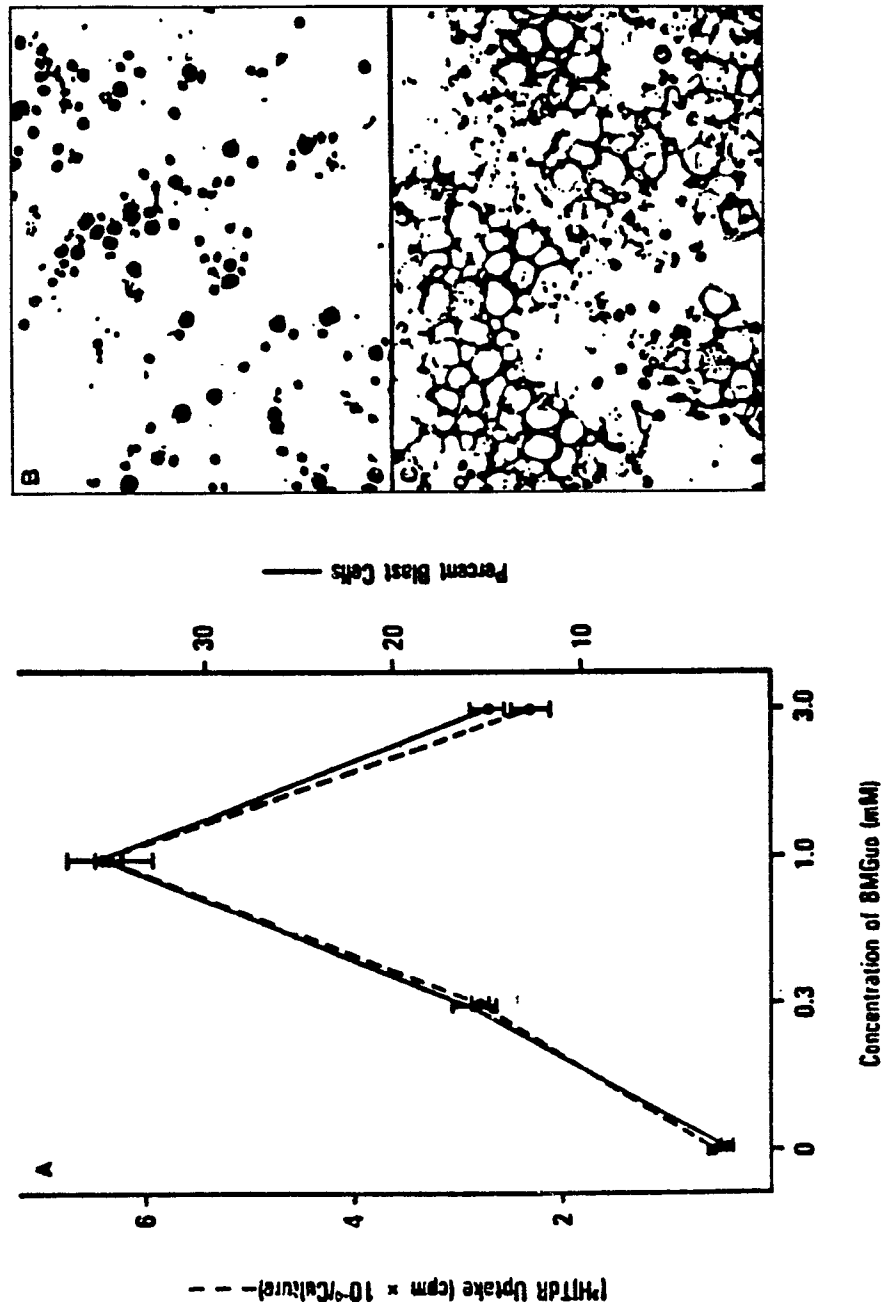 A
[³H]TdR Uptake (cpm × 10⁻⁴/Culture)
6
4
2
0
0.3
1.0
3.0
Concentration of 8MGuo (mM)
30
20
10
Percent Blast Cells
B
C